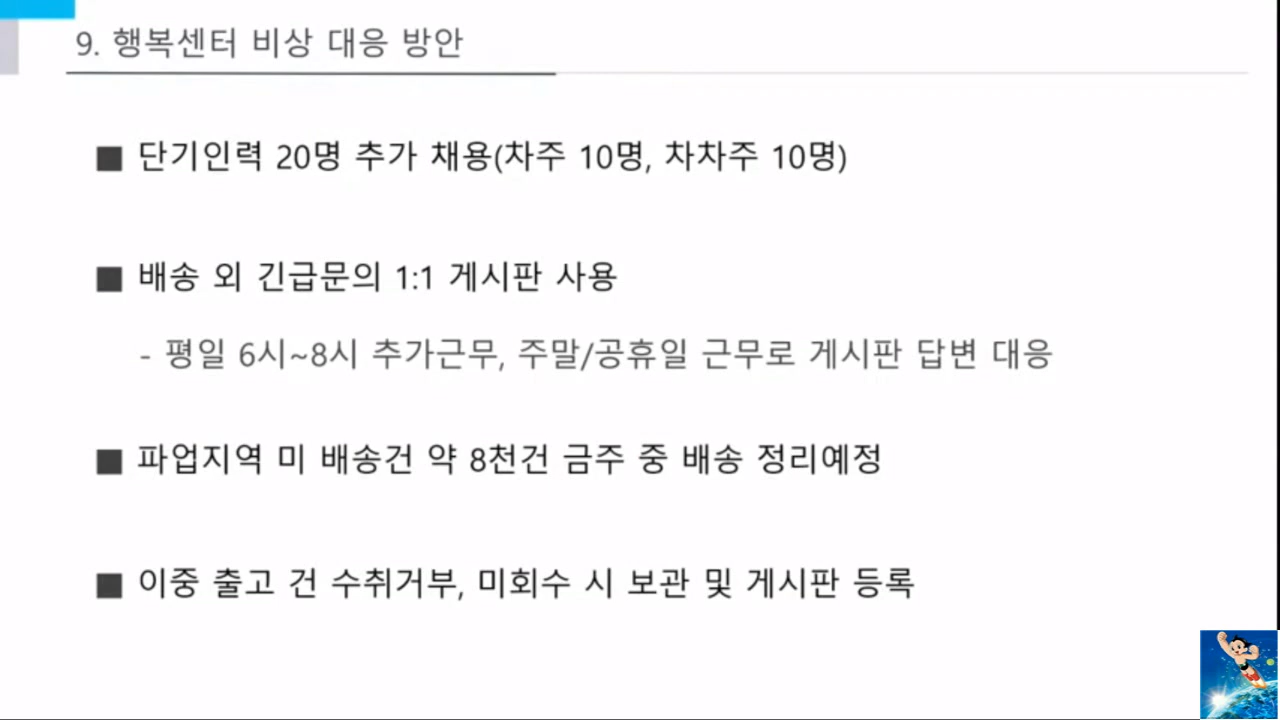 9. 행복센터 비상 대응 방안
■ 단기인력 20명 추가 채용(차주 10명, 차차주 10명)
■ 배송 외 긴급문의 1:1 게시판 사용
- 평일 6시~8시 추가근무, 주말/공휴일 근무로 게시판 답변 대응
■ 파업지역 미 배송건 약 8천건 금주 중 배송 정리예정
■ 이중 출고 건 수취거부, 미회수 시 보관 및 게시판 등록